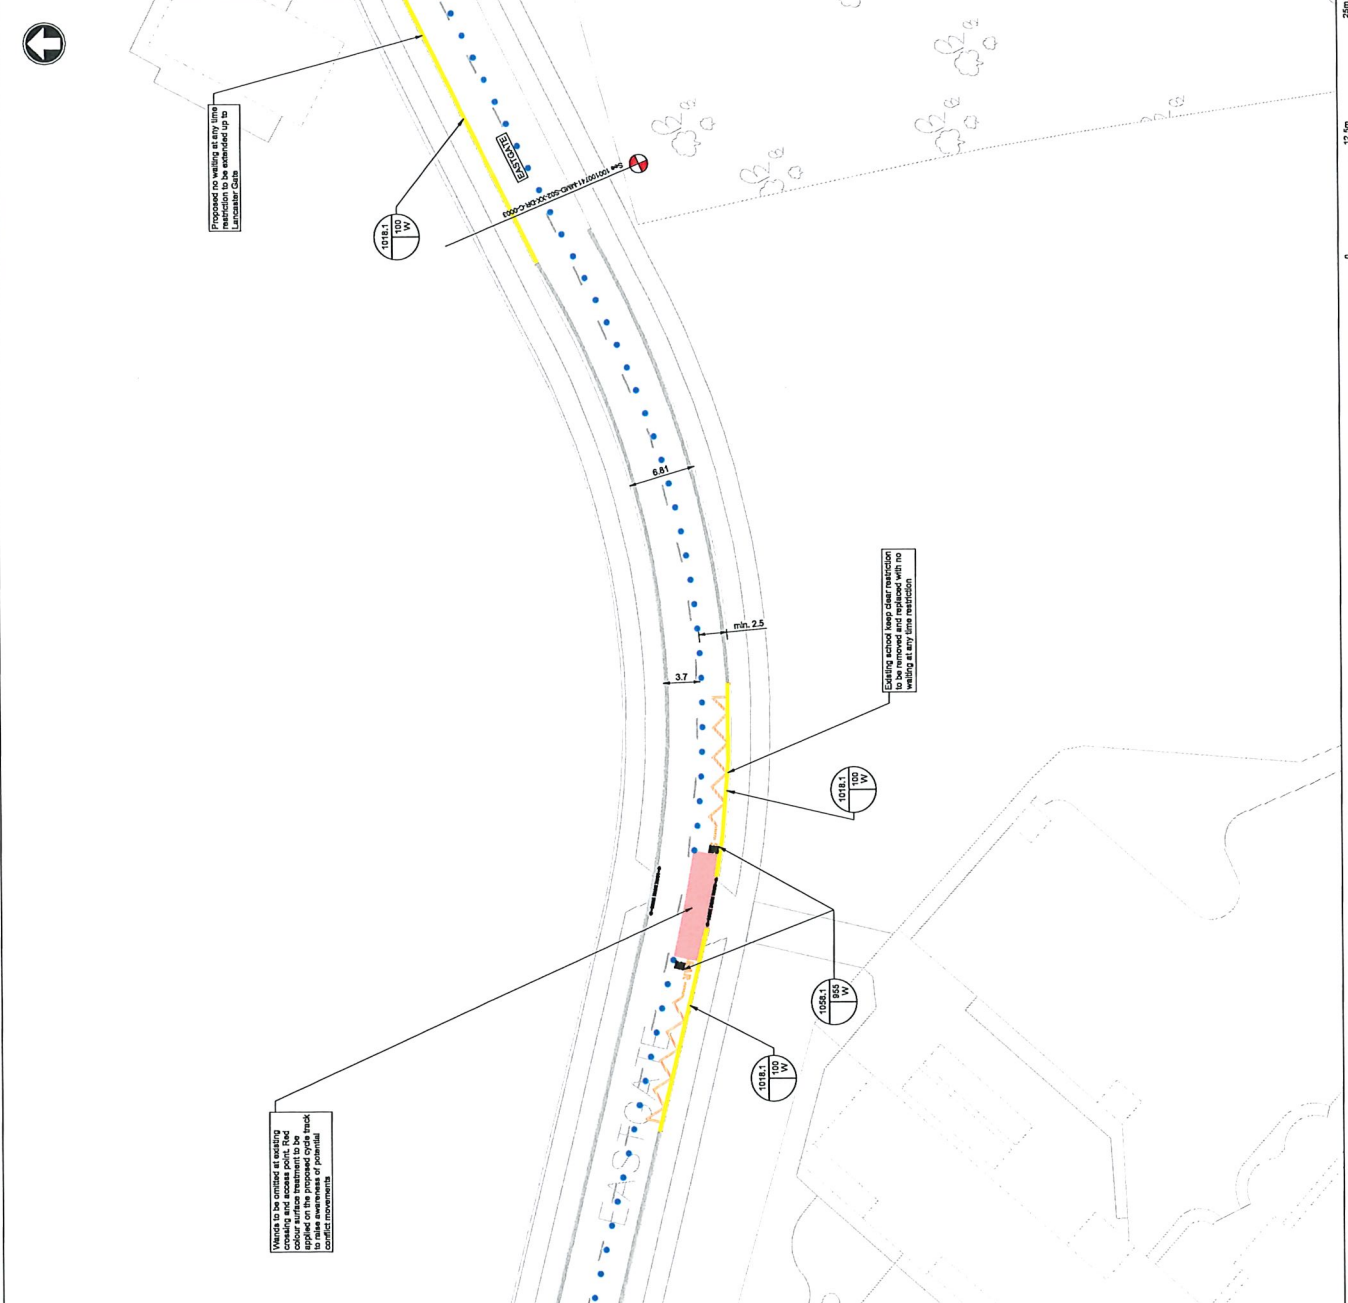 Proposed no waiting at any time
restriction to be extended up to
Lancaster Gate
1018.1
100
W
EASTGATE
6.81
min. 2.5
3.7
Existing school keep clear restriction
to be removed and replaced with no
waiting at any time restriction
1018.1
100
W
1058.1
955
W
1018.1
100
W
Wands to be omitted at existing
crossing and access point. Red
colour surface treatment to be
applied on the proposed cycle track
to raise awareness of potential
conflict movements
EASTGATE
25m
12.5m
0